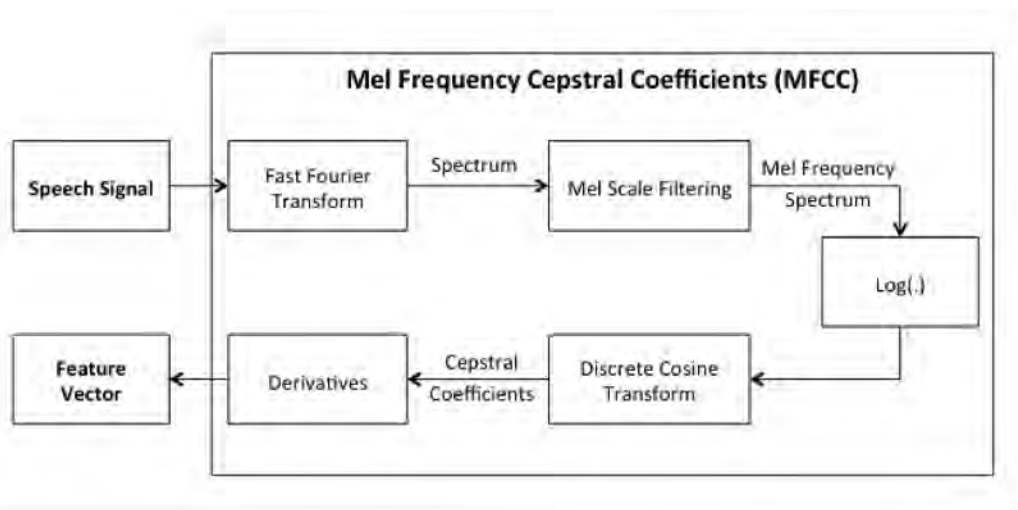 Mel Frequency Cepstral Coefficients (MFCC)
Speech Signal
Fast Fourier
Transform
Spectrum
Mel Scale Filtering
Mel Frequency
Spectrum
Log(.)
Discrete Cosine
Transform
Cepstral
Coefficients
Derivatives
Feature
Vector